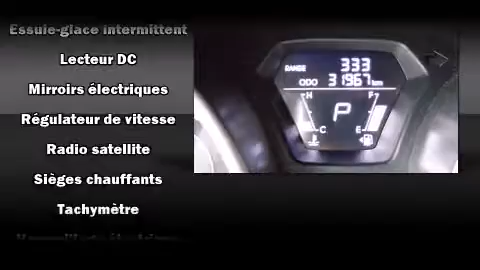 Essuie-glace intermittent
Lecteur DC
Mirroirs électriques
Régulateur de vitesse
Radio satellite
Sièges chauffants
Tachymètre
RANGE 333
ODO 31967 km
H F
P
C E